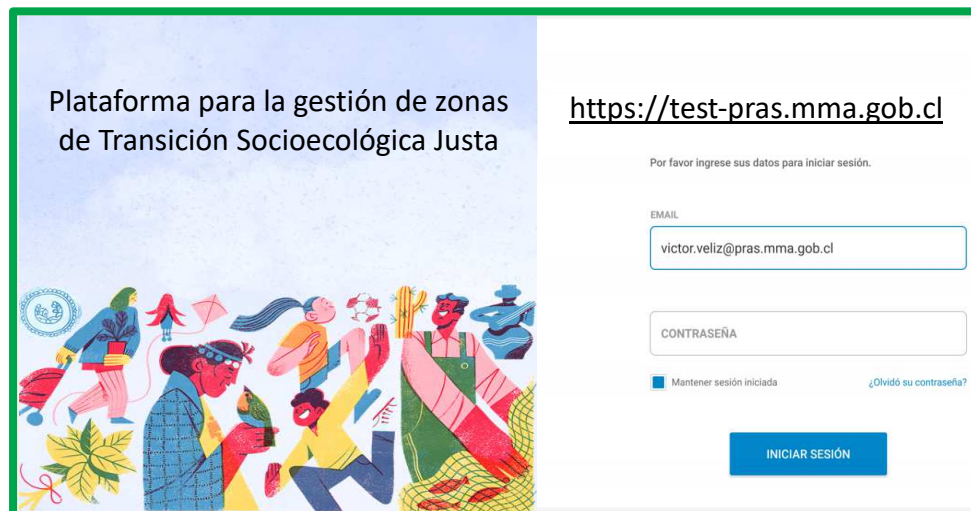 Plataforma para la gestión de zonas
de Transición Socioecológica Justa
https://test-pras.mma.gob.cl
Por favor ingrese sus datos para iniciar sesión.
EMAIL
victor.veliz@pras.mma.gob.cl
CONTRASEÑA
Mantener sesión iniciada
¿Olvidó su contraseña?
INICIAR SESIÓN